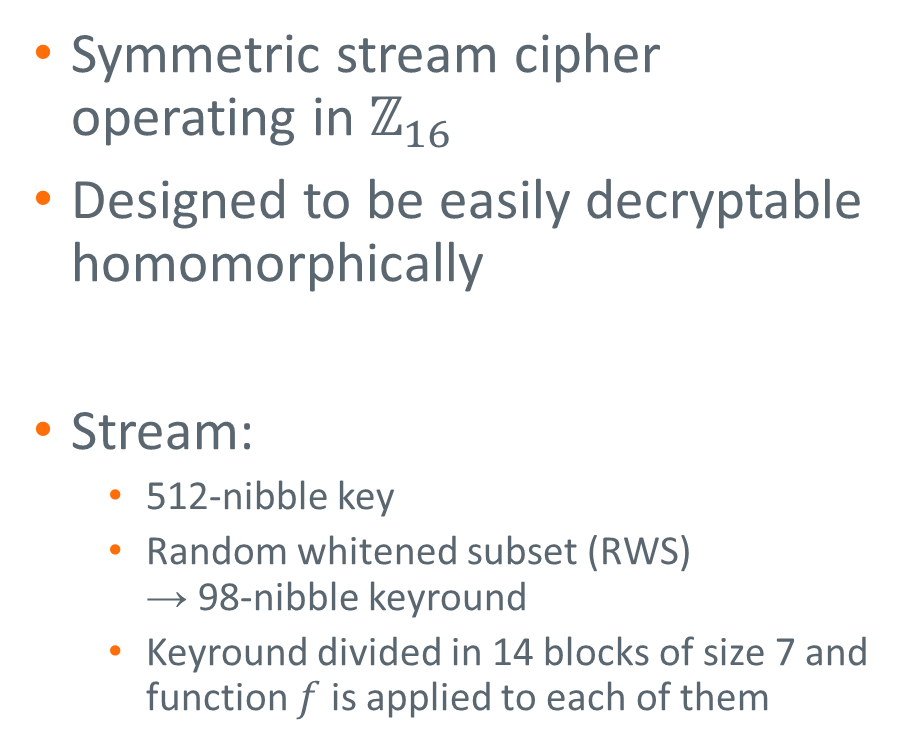 • Symmetric stream cipher
operating in ℤ₁₆
• Designed to be easily decryptable
homomorphically
• Stream:
• 512-nibble key
• Random whitened subset (RWS)
→ 98-nibble keyround
• Keyround divided in 14 blocks of size 7 and
function f is applied to each of them